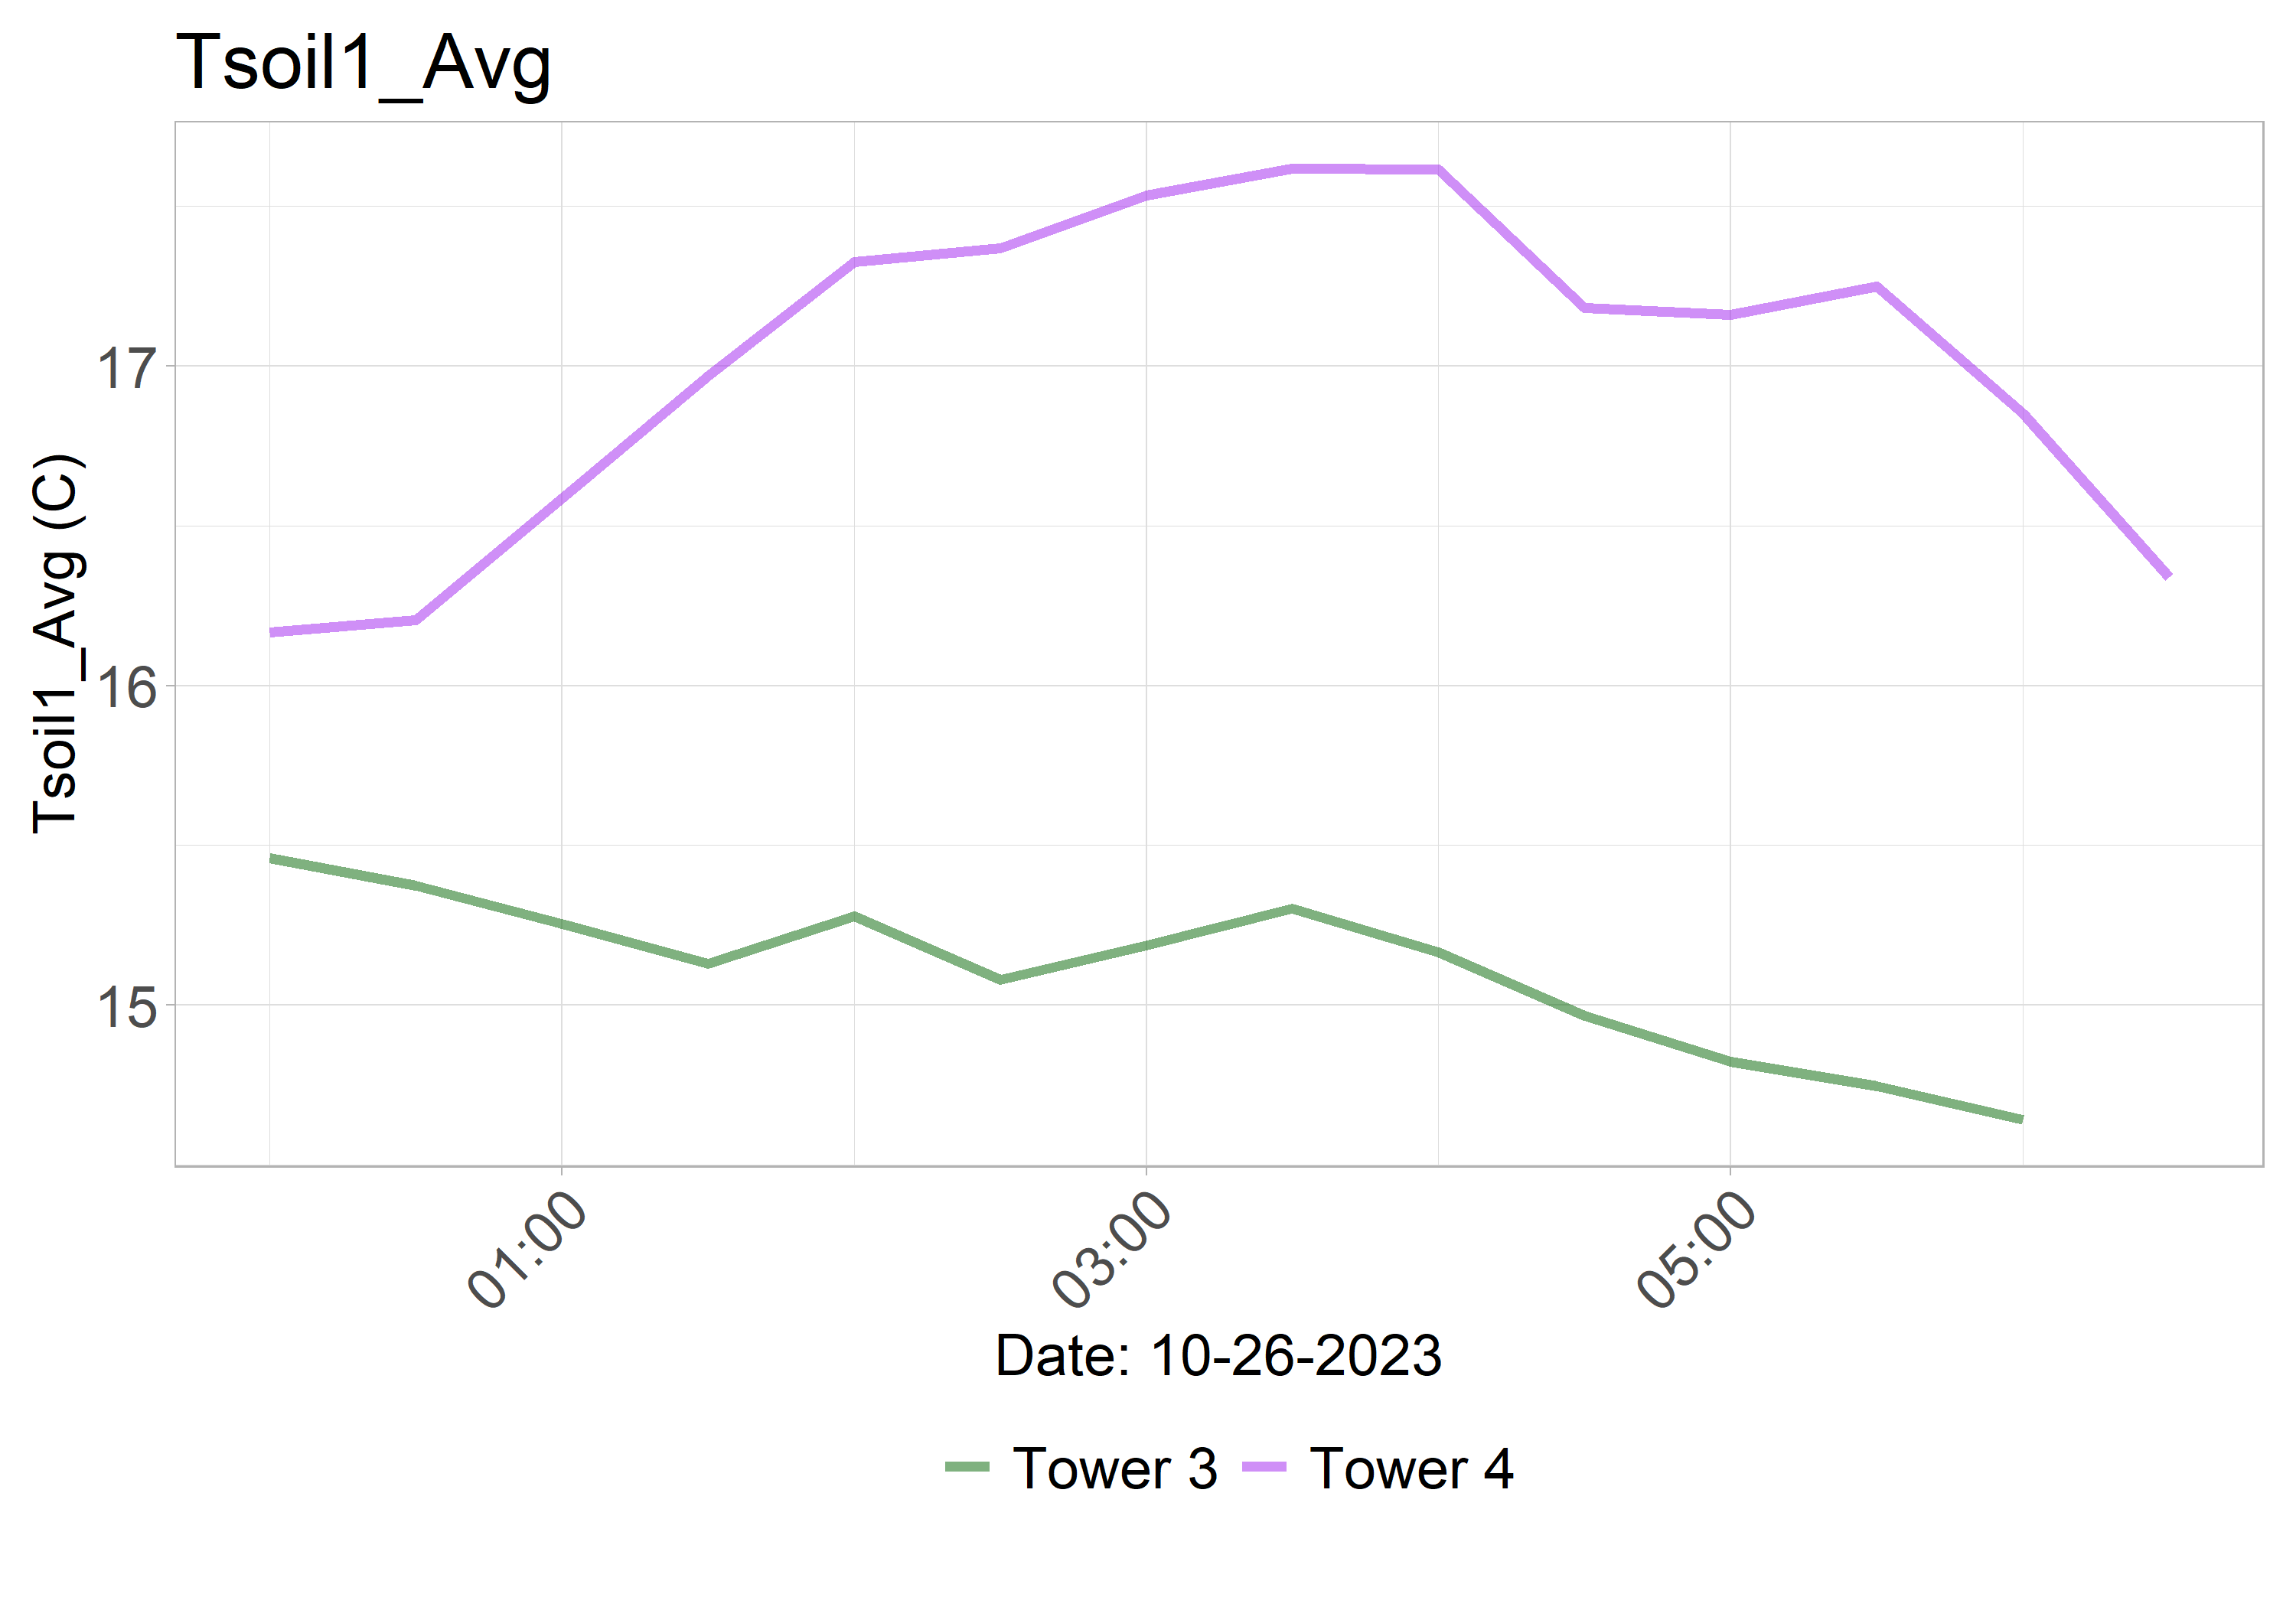 Tsoil1_Avg
Tsoil1_Avg (C)
17
16
15
01:00 03:00 05:00
Date: 10-26-2023
Tower 3 Tower 4